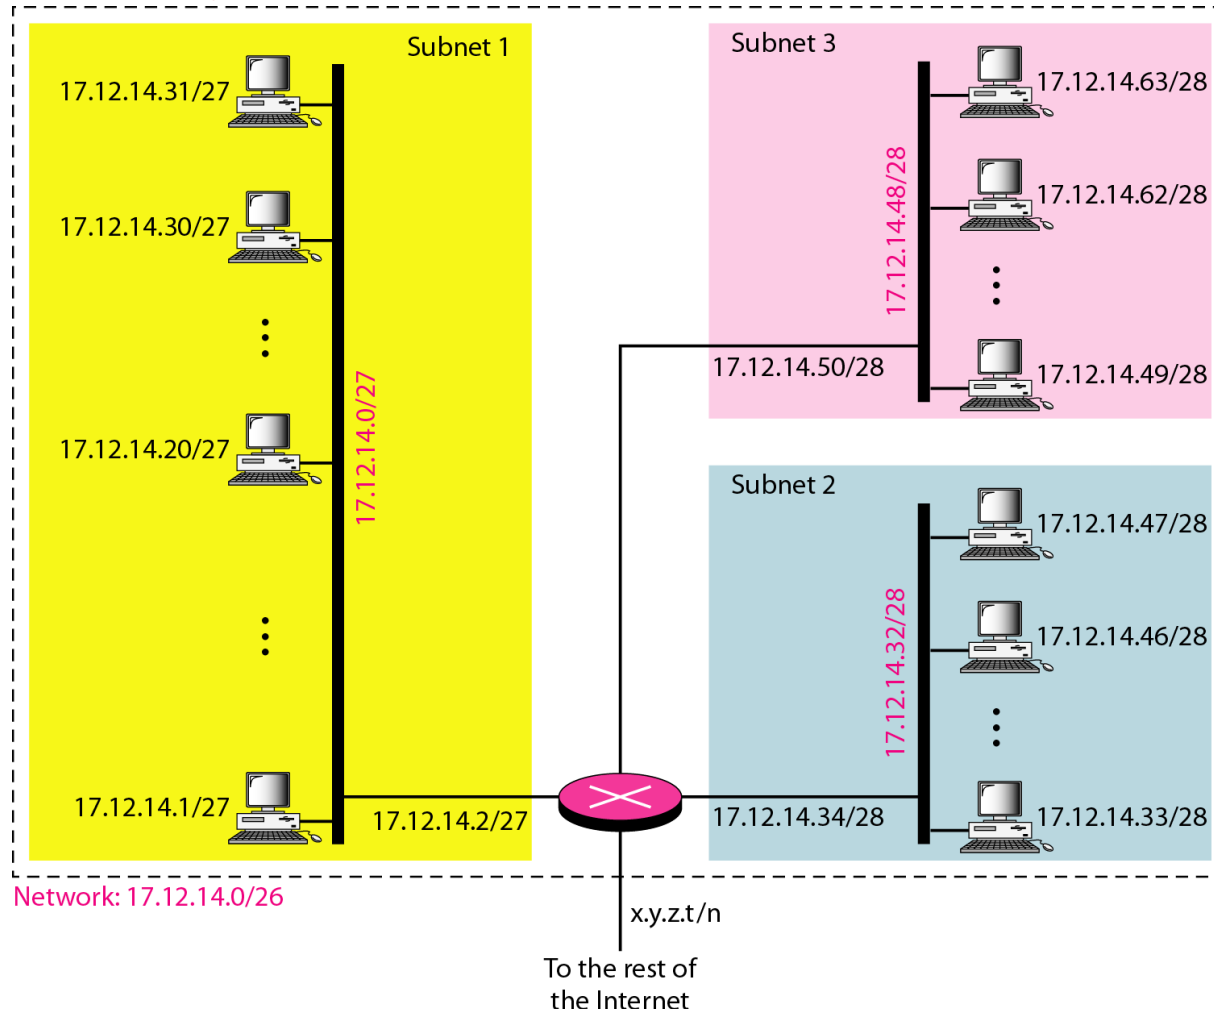 Subnet 1
17.12.14.31/27
17.12.14.30/27
17.12.14.20/27
17.12.14.0/27
17.12.14.1/27
17.12.14.2/27
Subnet 3
17.12.14.63/28
17.12.14.62/28
17.12.14.48/28
17.12.14.50/28
17.12.14.49/28
Subnet 2
17.12.14.47/28
17.12.14.46/28
17.12.14.32/28
17.12.14.34/28
17.12.14.33/28
Network: 17.12.14.0/26
x.y.z.t/n
To the rest of
the Internet